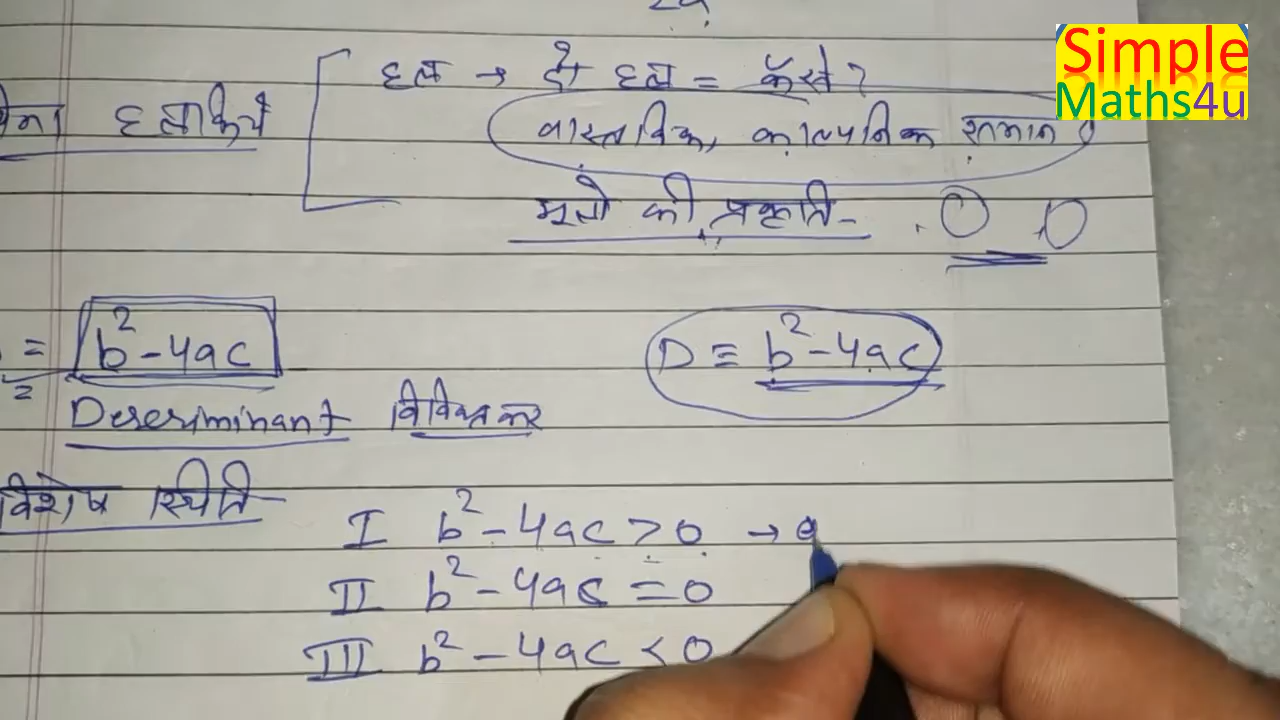 Simple
Maths4u
हल → दो हल = कैसे?
हल किये
वास्तविक, काल्पनिक समान
मूलों की प्रकृति-
= b² - 4ac
D = b² - 4ac
Descriminant विविक्तकर
विशेष स्थिति
I b² - 4ac > 0 →
II b² - 4ac = 0
III b² - 4ac < 0